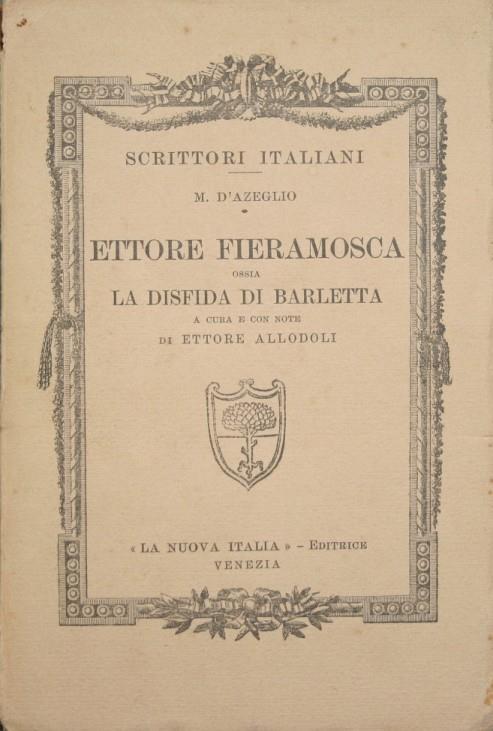 SCRITTORI ITALIANI
M. D'AZEGLIO
ETTORE FIERAMOSCA
OSSIA
LA DISFIDA DI BARLETTA
A CURA E CON NOTE
DI ETTORE ALLODOLI
« LA NUOVA ITALIA » – EDITRICE
VENEZIA